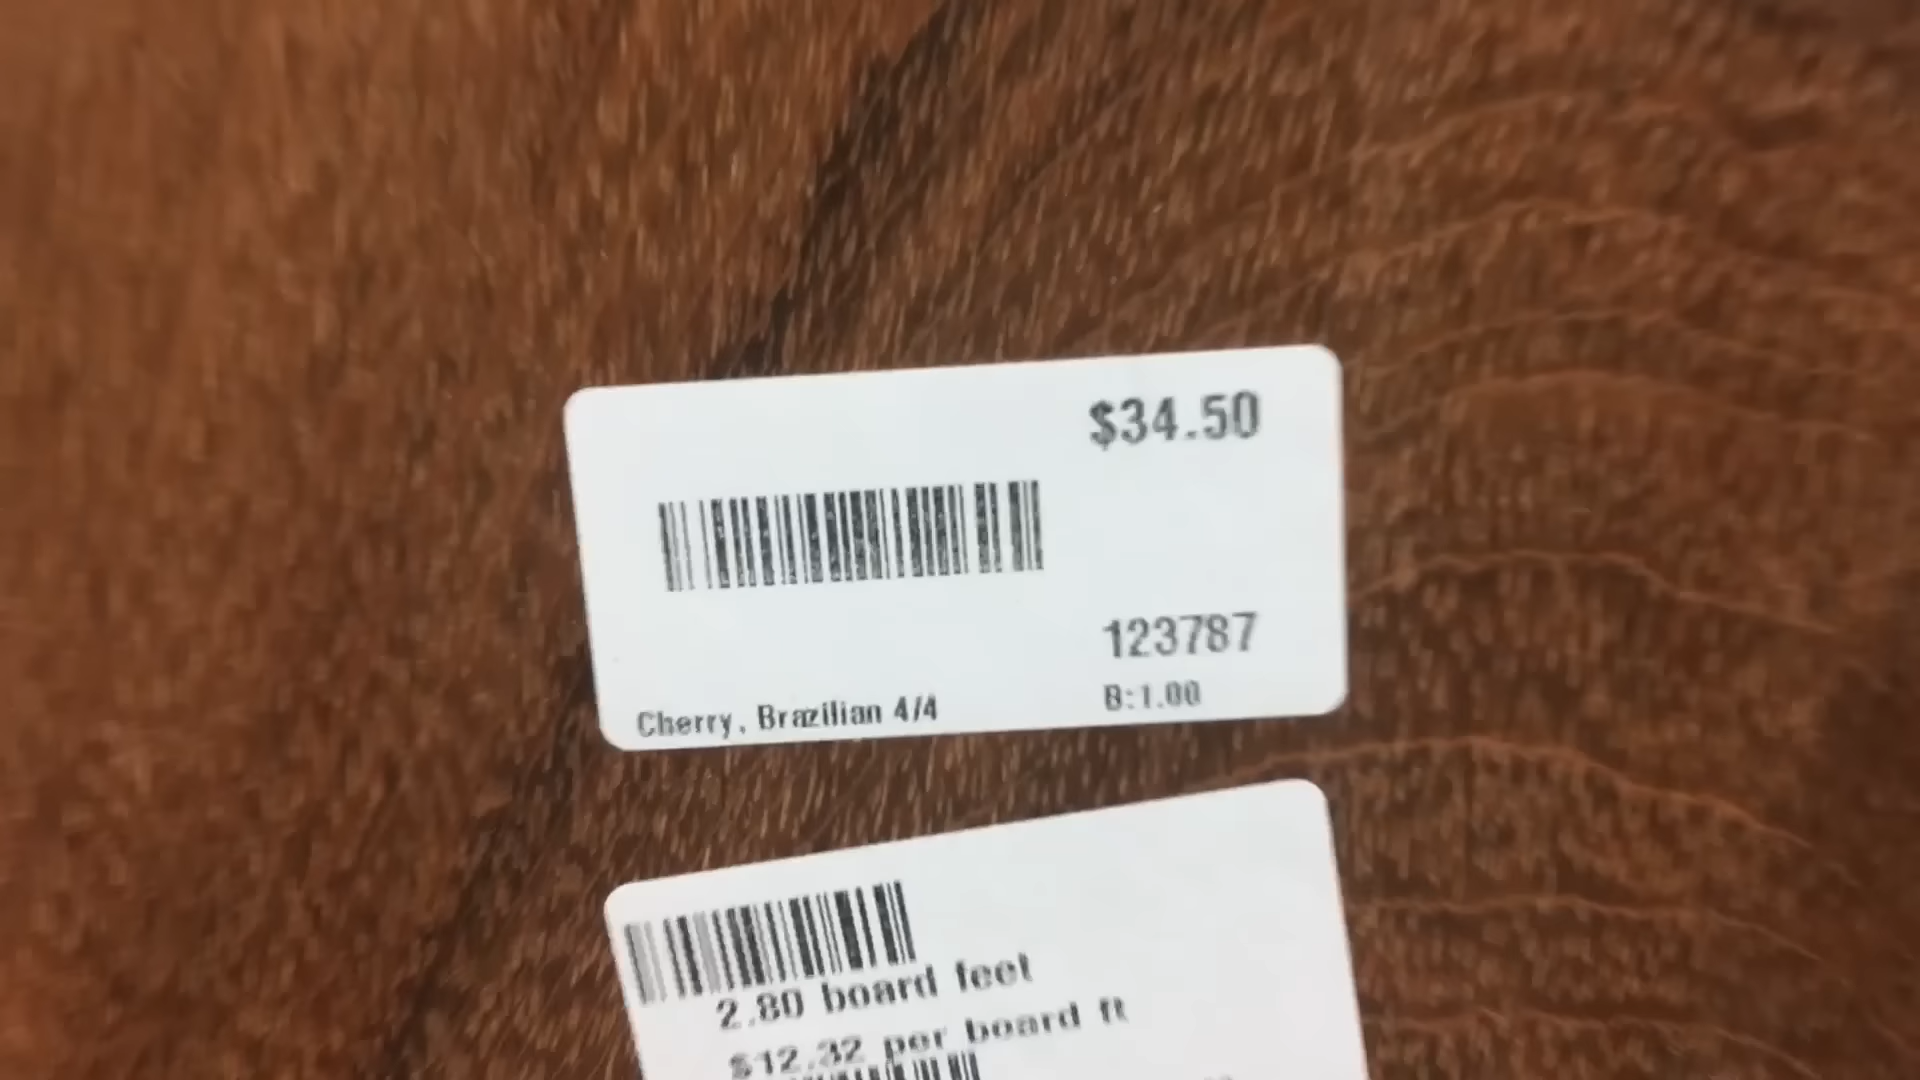 $34.50
123787
B:1.00
Cherry, Brazilian 4/4
2.80 board feet
$12.32 per board ft